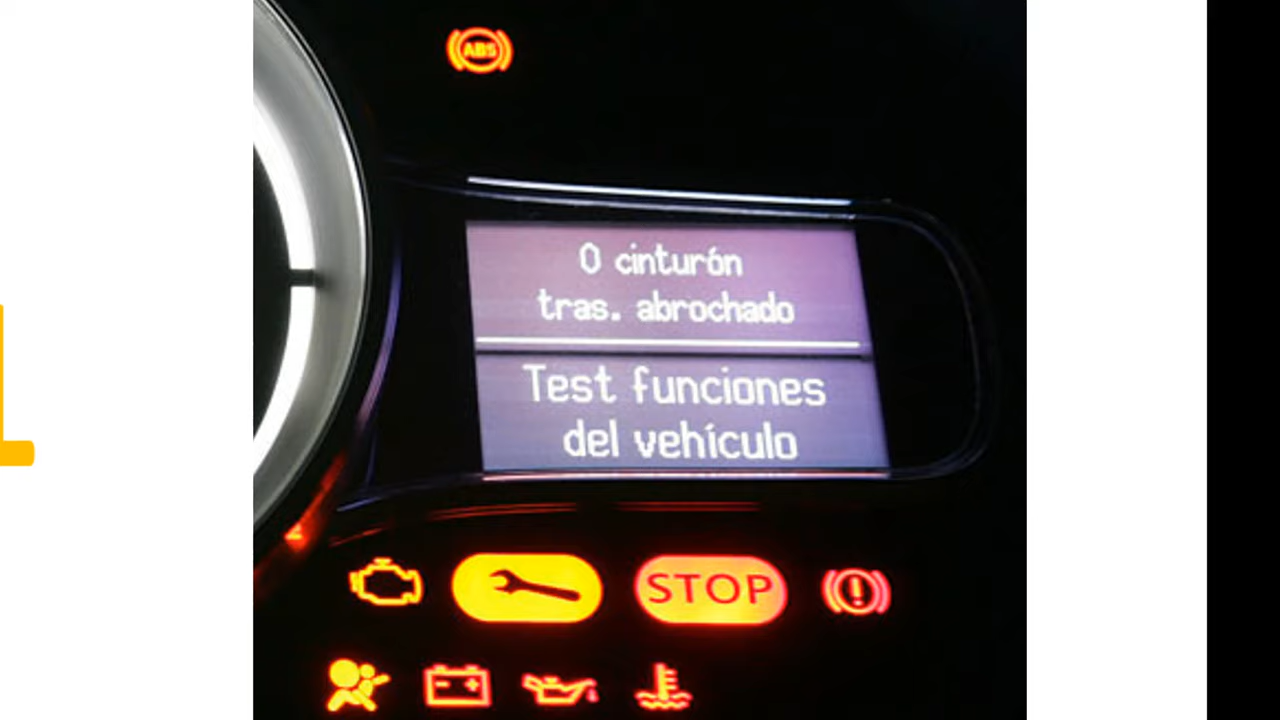 ABS
0 cinturón
tras. abrochado
Test funciones
del vehículo
STOP